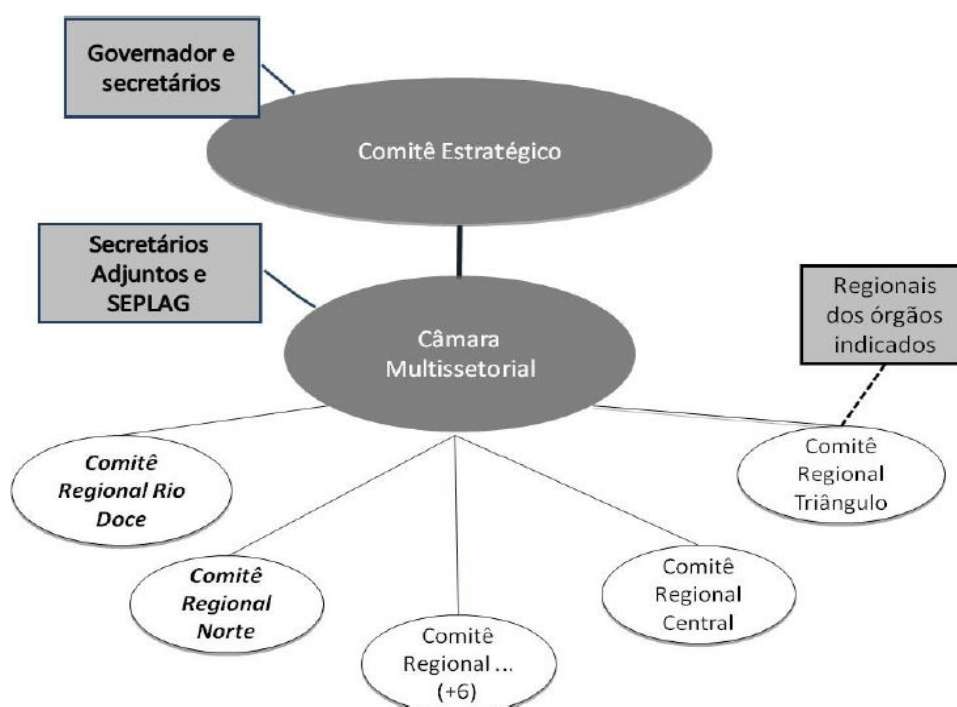 Governador e
secretários
Comitê Estratégico
Secretários
Adjuntos e
SEPLAG
Câmara
Multissetorial
Regionais
dos órgãos
indicados
Comitê
Regional Rio
Doce
Comitê
Regional
Norte
Comitê
Regional ...
(+6)
Comitê
Regional
Central
Comitê
Regional
Triângulo